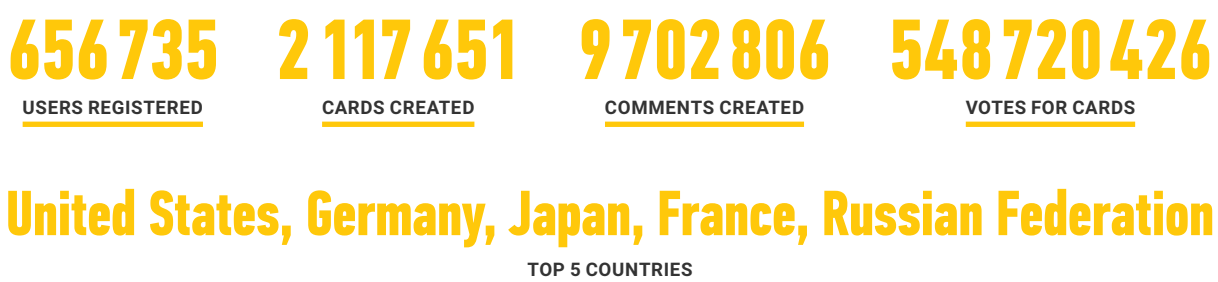 656 735 2 117 651 9 702 806 548 720 426
USERS REGISTERED CARDS CREATED COMMENTS CREATED VOTES FOR CARDS
United States, Germany, Japan, France, Russian Federation
TOP 5 COUNTRIES